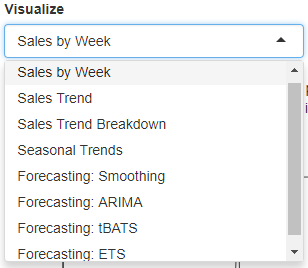 Visualize
Sales by Week
Sales by Week
Sales Trend
Sales Trend Breakdown
Seasonal Trends
Forecasting: Smoothing
Forecasting: ARIMA
Forecasting: tBATS
Forecasting: ETS